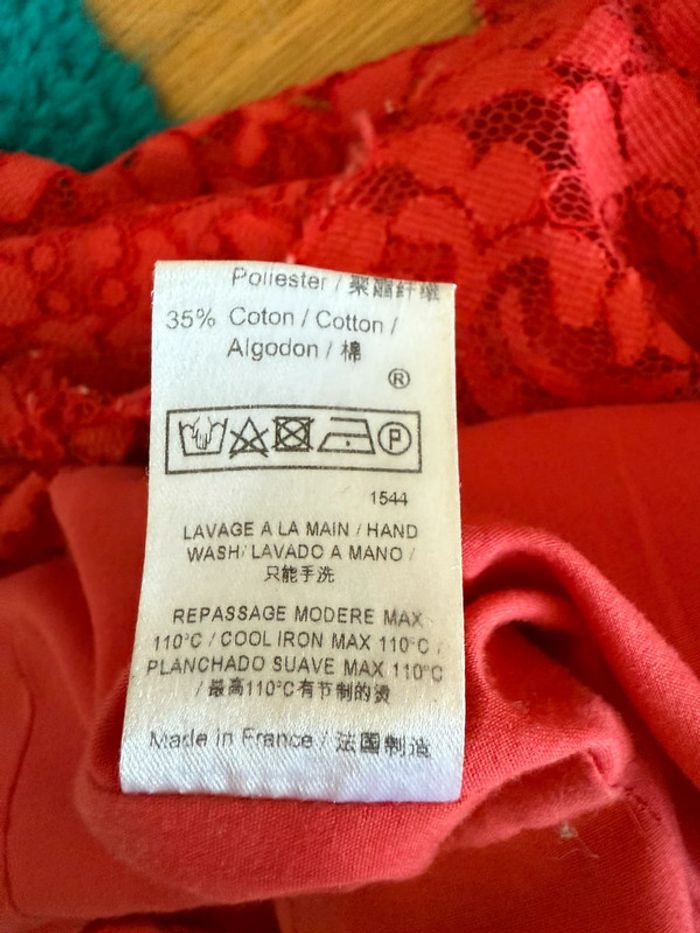 Poliester / 聚酯纤维
35% Coton / Cotton /
Algodon / 棉
®
P
1544
LAVAGE A LA MAIN / HAND
WASH/ LAVADO A MANO /
只能手洗
REPASSAGE MODERE MAX
110°C / COOL IRON MAX 110°C /
PLANCHADO SUAVE MAX 110°C
/ 最高110°C有节制的烫
Made in France / 法国制造